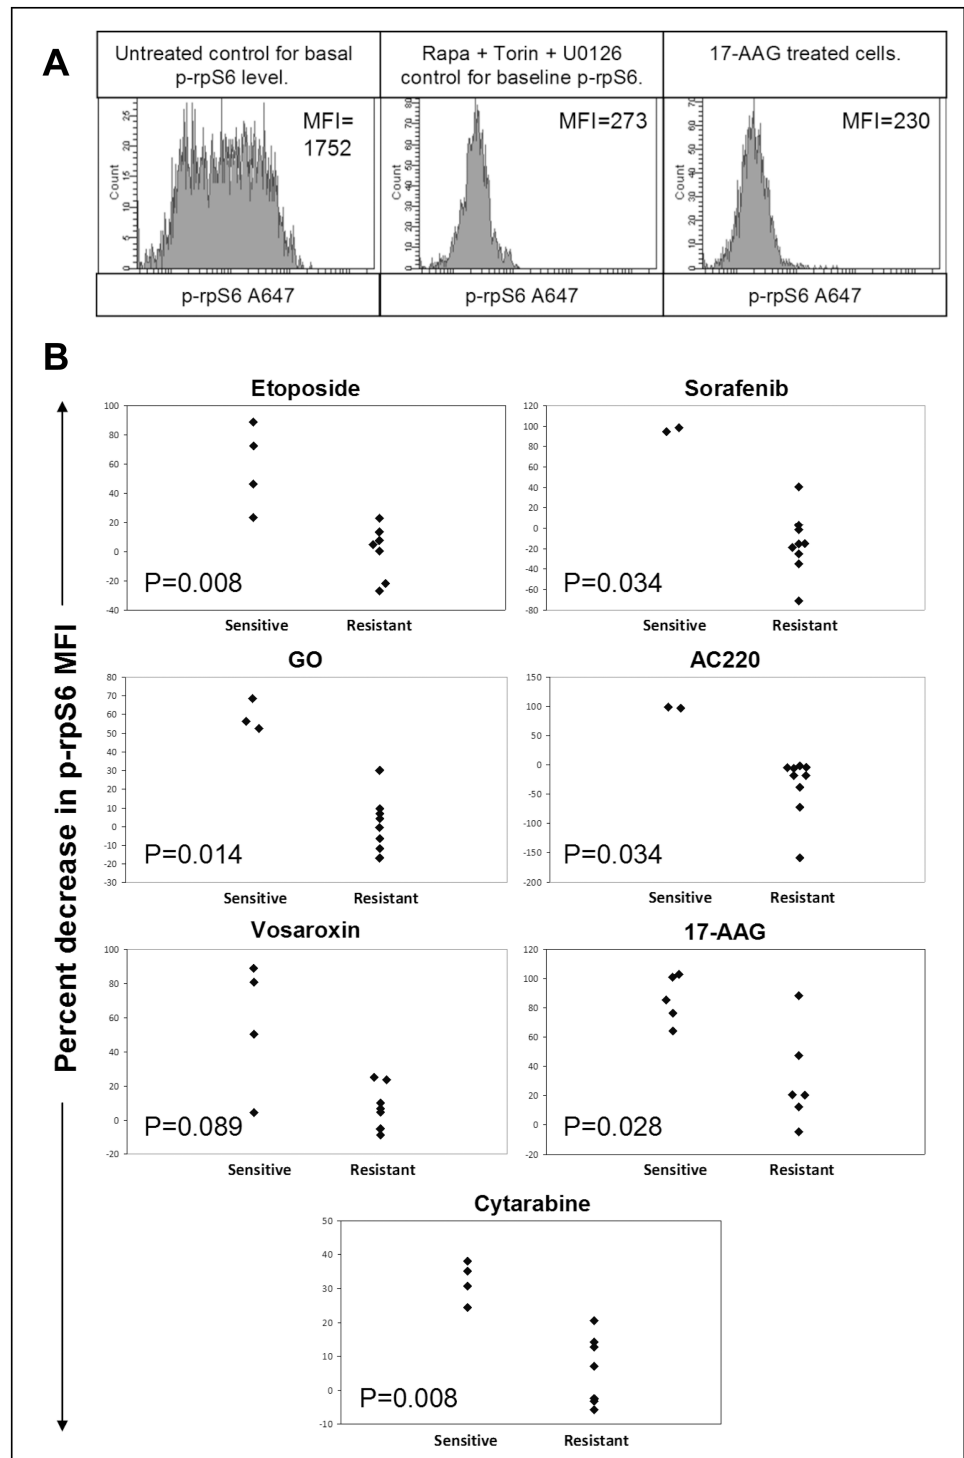 A
Untreated control for basal
p-rpS6 level.
Rapa + Torin + U0126
control for baseline p-rpS6.
17-AAG treated cells.
MFI=
1752
MFI=273
MFI=230
Count
Count
Count
p-rpS6 A647
p-rpS6 A647
p-rpS6 A647
B
Percent decrease in p-rpS6 MFI
Etoposide
100
80
60
40
20
0
-20
-40
P=0.008
Sensitive
Resistant
Sorafenib
120
100
80
60
40
20
0
-20
-40
-60
-80
P=0.034
Sensitive
Resistant
GO
80
70
60
50
40
30
20
10
0
-10
-20
-30
P=0.014
Sensitive
Resistant
AC220
150
100
50
0
-50
-100
-150
-200
P=0.034
Sensitive
Resistant
Vosaroxin
100
80
60
40
20
0
-20
P=0.089
Sensitive
Resistant
17-AAG
120
100
80
60
40
20
0
-20
P=0.028
Sensitive
Resistant
Cytarabine
50
40
30
20
10
0
-10
P=0.008
Sensitive
Resistant